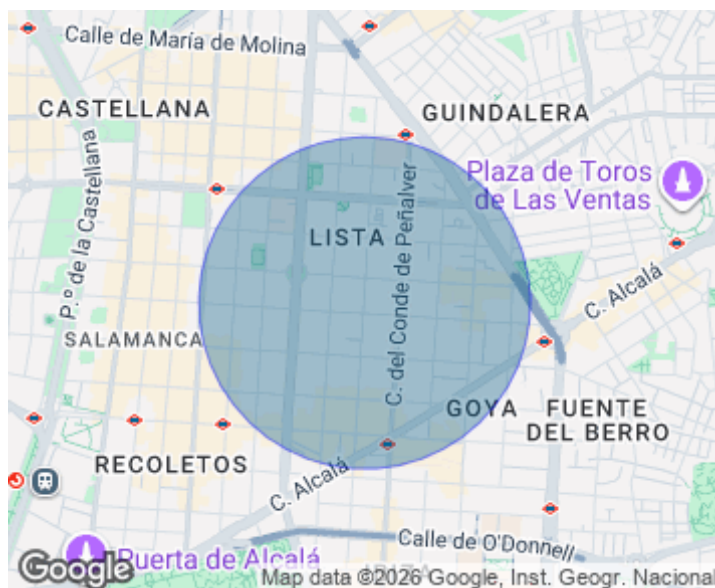 Calle de María de Molina
CASTELLANA
GUINDALERA
Plaza de Toros
de Las Ventas
P.º de la Castellana
LISTA
C. del Conde de Peñalver
C. Alcalá
SALAMANCA
GOYA
FUENTE
DEL BERRO
RECOLETOS
C. Alcalá
Calle de O'Donnell
Puerta de Alcalá
Google
Map data ©2026 Google, Inst. Geogr. Nacional